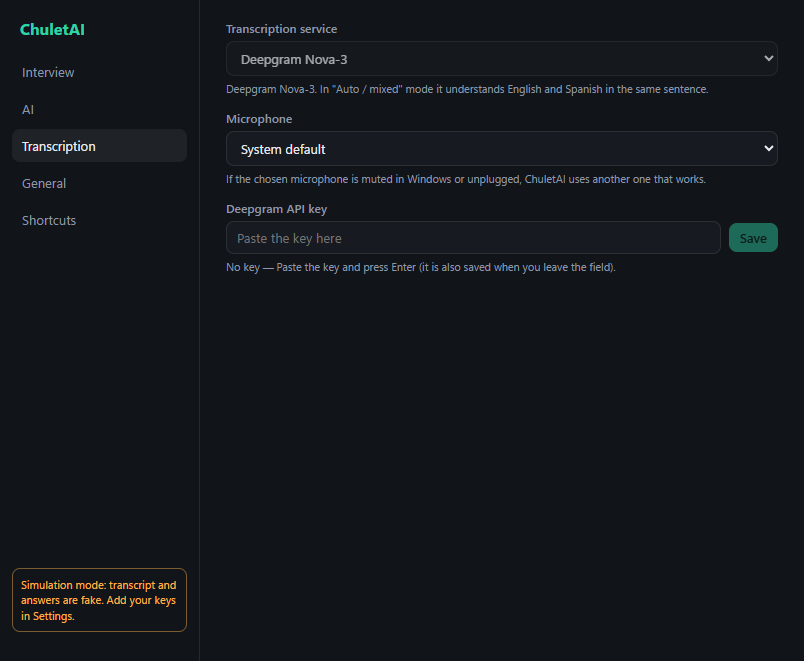 ChuletAI
Interview
AI
Transcription
General
Shortcuts
Simulation mode: transcript and
answers are fake. Add your keys
in Settings.
Transcription service
Deepgram Nova-3
Deepgram Nova-3. In "Auto / mixed" mode it understands English and Spanish in the same sentence.
Microphone
System default
If the chosen microphone is muted in Windows or unplugged, ChuletAI uses another one that works.
Deepgram API key
Paste the key here
Save
No key — Paste the key and press Enter (it is also saved when you leave the field).